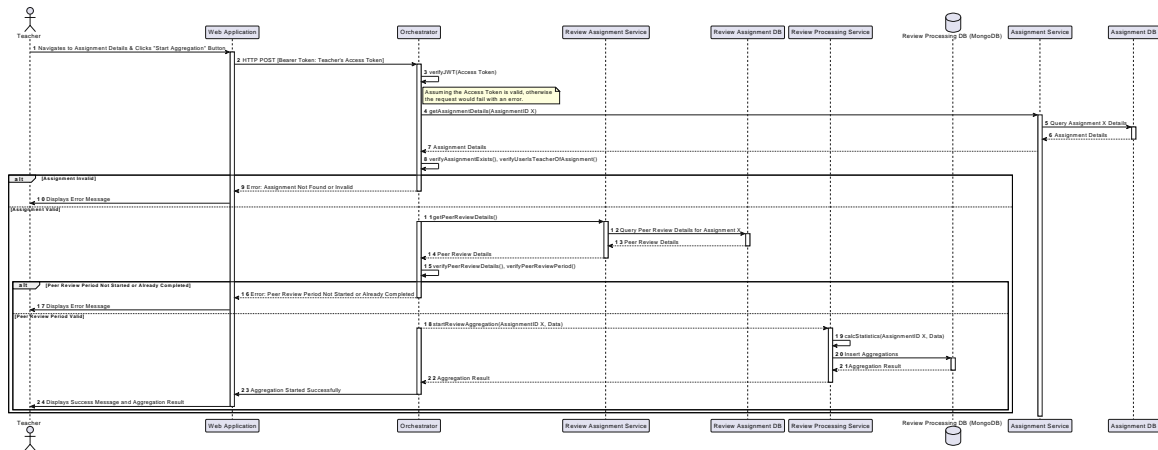 Teacher
Web Application
Orchestrator
Review Assignment Service
Review Assignment DB
Review Processing Service
Review Processing DB (MongoDB)
Assignment Service
Assignment DB
1 Navigates to Assignment Details & Clicks "Start Aggregation" Button
2 HTTP POST [Bearer Token: Teacher's Access Token]
3 verifyJWT(Access Token)
Assuming the Access Token is valid, otherwise
the request would fail with an error.
4 getAssignmentDetails(AssignmentID X)
5 Query Assignment X Details
6 Assignment Details
7 Assignment Details
8 verifyAssignmentExists(), verifyUserIsTeacherOfAssignment()
alt [Assignment Invalid]
9 Error: Assignment Not Found or Invalid
10 Displays Error Message
[Assignment Valid]
11 getPeerReviewDetails()
12 Query Peer Review Details for Assignment X
13 Peer Review Details
14 Peer Review Details
15 verifyPeerReviewDetails(), verifyPeerReviewPeriod()
alt [Peer Review Period Not Started or Already Completed]
16 Error: Peer Review Period Not Started or Already Completed
17 Displays Error Message
[Peer Review Period Valid]
18 startReviewAggregation(AssignmentID X, Data)
19 calcStatistics(AssignmentID X, Data)
20 Insert Aggregations
21 Aggregation Result
22 Aggregation Result
23 Aggregation Started Successfully
24 Displays Success Message and Aggregation Result
Teacher
Web Application
Orchestrator
Review Assignment Service
Review Assignment DB
Review Processing Service
Review Processing DB (MongoDB)
Assignment Service
Assignment DB